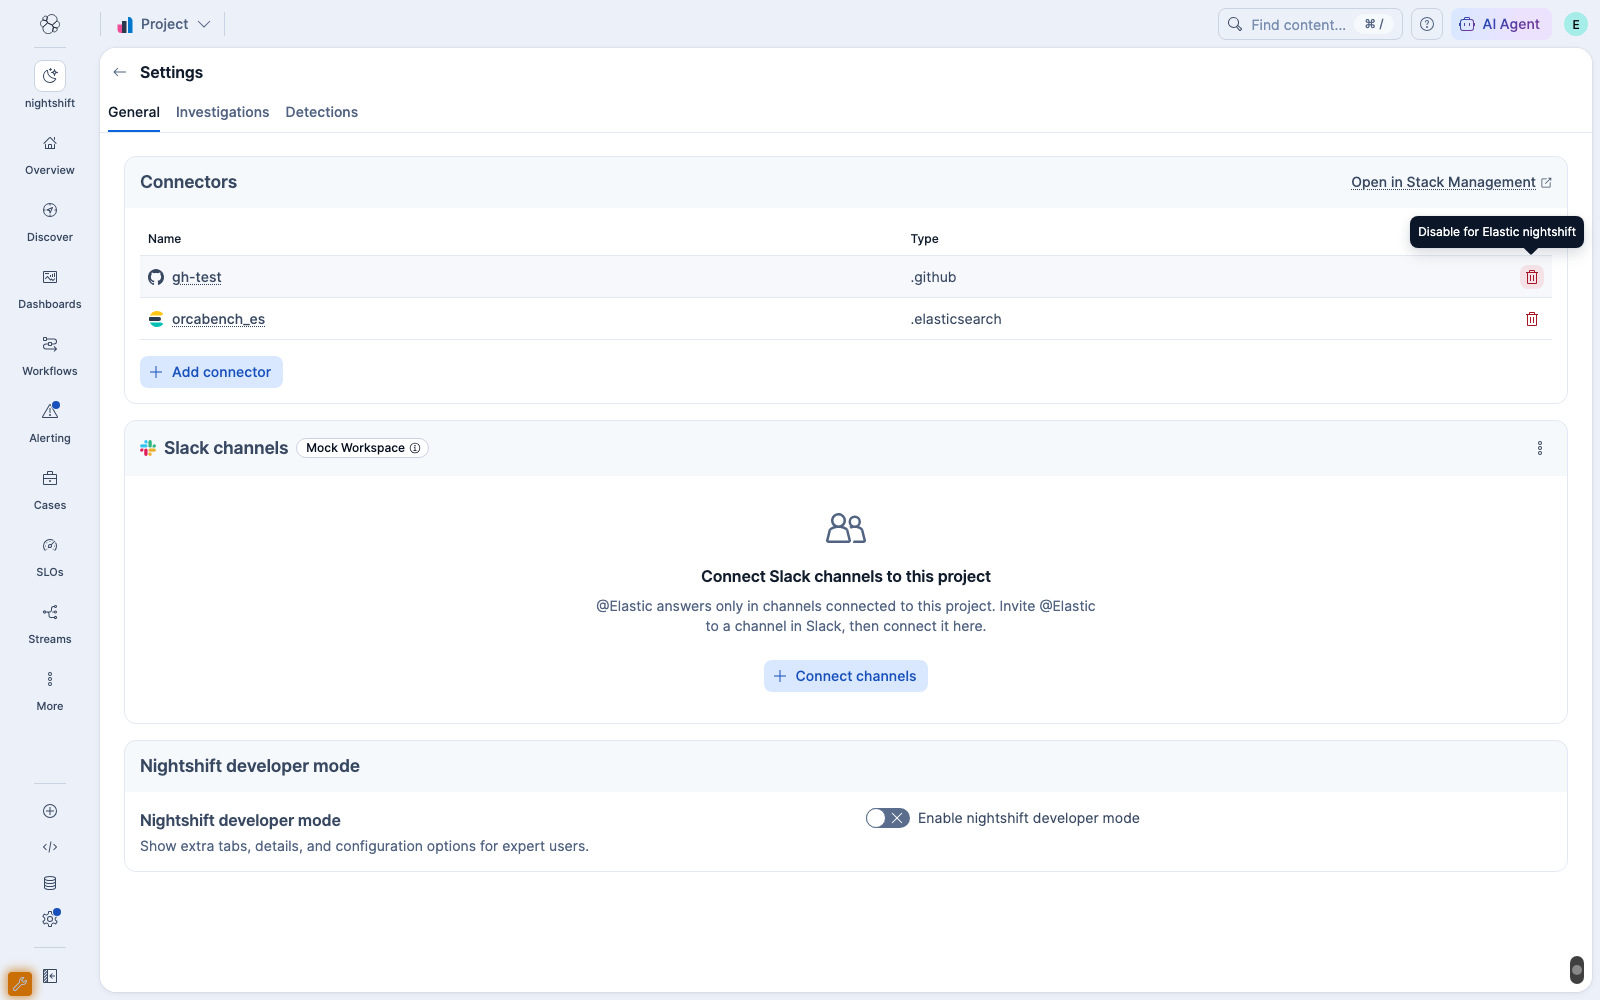 Project
Find content...
⌘ /
AI Agent
E
nightshift
Overview
Discover
Dashboards
Workflows
Alerting
Cases
SLOs
Streams
More
Settings
General Investigations Detections
Connectors
Open in Stack Management
Disable for Elastic nightshift
Name Type
gh-test .github
orcabench_es .elasticsearch
Add connector
Slack channels Mock Workspace
Connect Slack channels to this project
@Elastic answers only in channels connected to this project. Invite @Elastic
to a channel in Slack, then connect it here.
Connect channels
Nightshift developer mode
Nightshift developer mode
Enable nightshift developer mode
Show extra tabs, details, and configuration options for expert users.